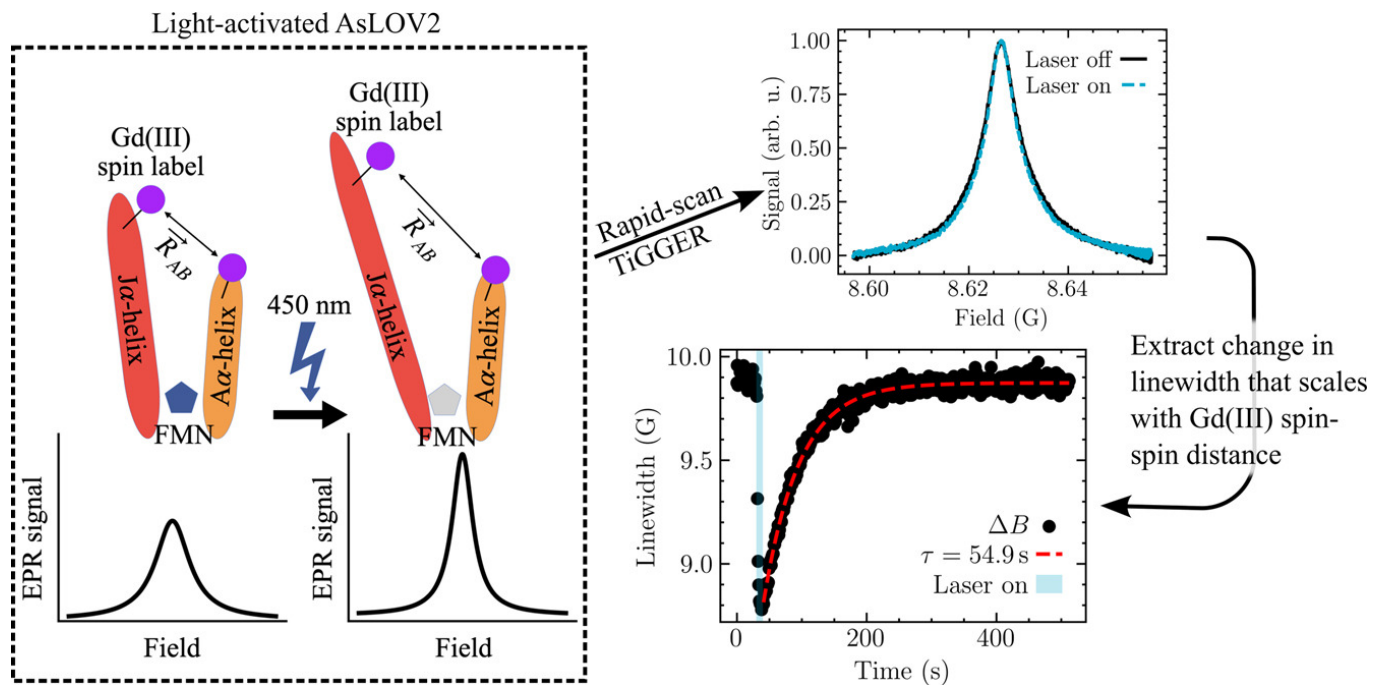 Light-activated AsLOV2
Gd(III)
spin label
R_AB
Jα-helix
Aα-helix
FMN
450 nm
Gd(III)
spin label
R_AB
Jα-helix
Aα-helix
FMN
EPR signal
Field
EPR signal
Field
Rapid-scan
TiGGER
Signal (arb. u.)
1.00
0.75
0.50
0.25
0.00
Laser off
Laser on
8.60
8.62
8.64
Field (G)
Extract change in
linewidth that scales
with Gd(III) spin-
spin distance
Linewidth (G)
10.0
9.5
9.0
ΔB
τ = 54.9 s
Laser on
0
200
400
Time (s)